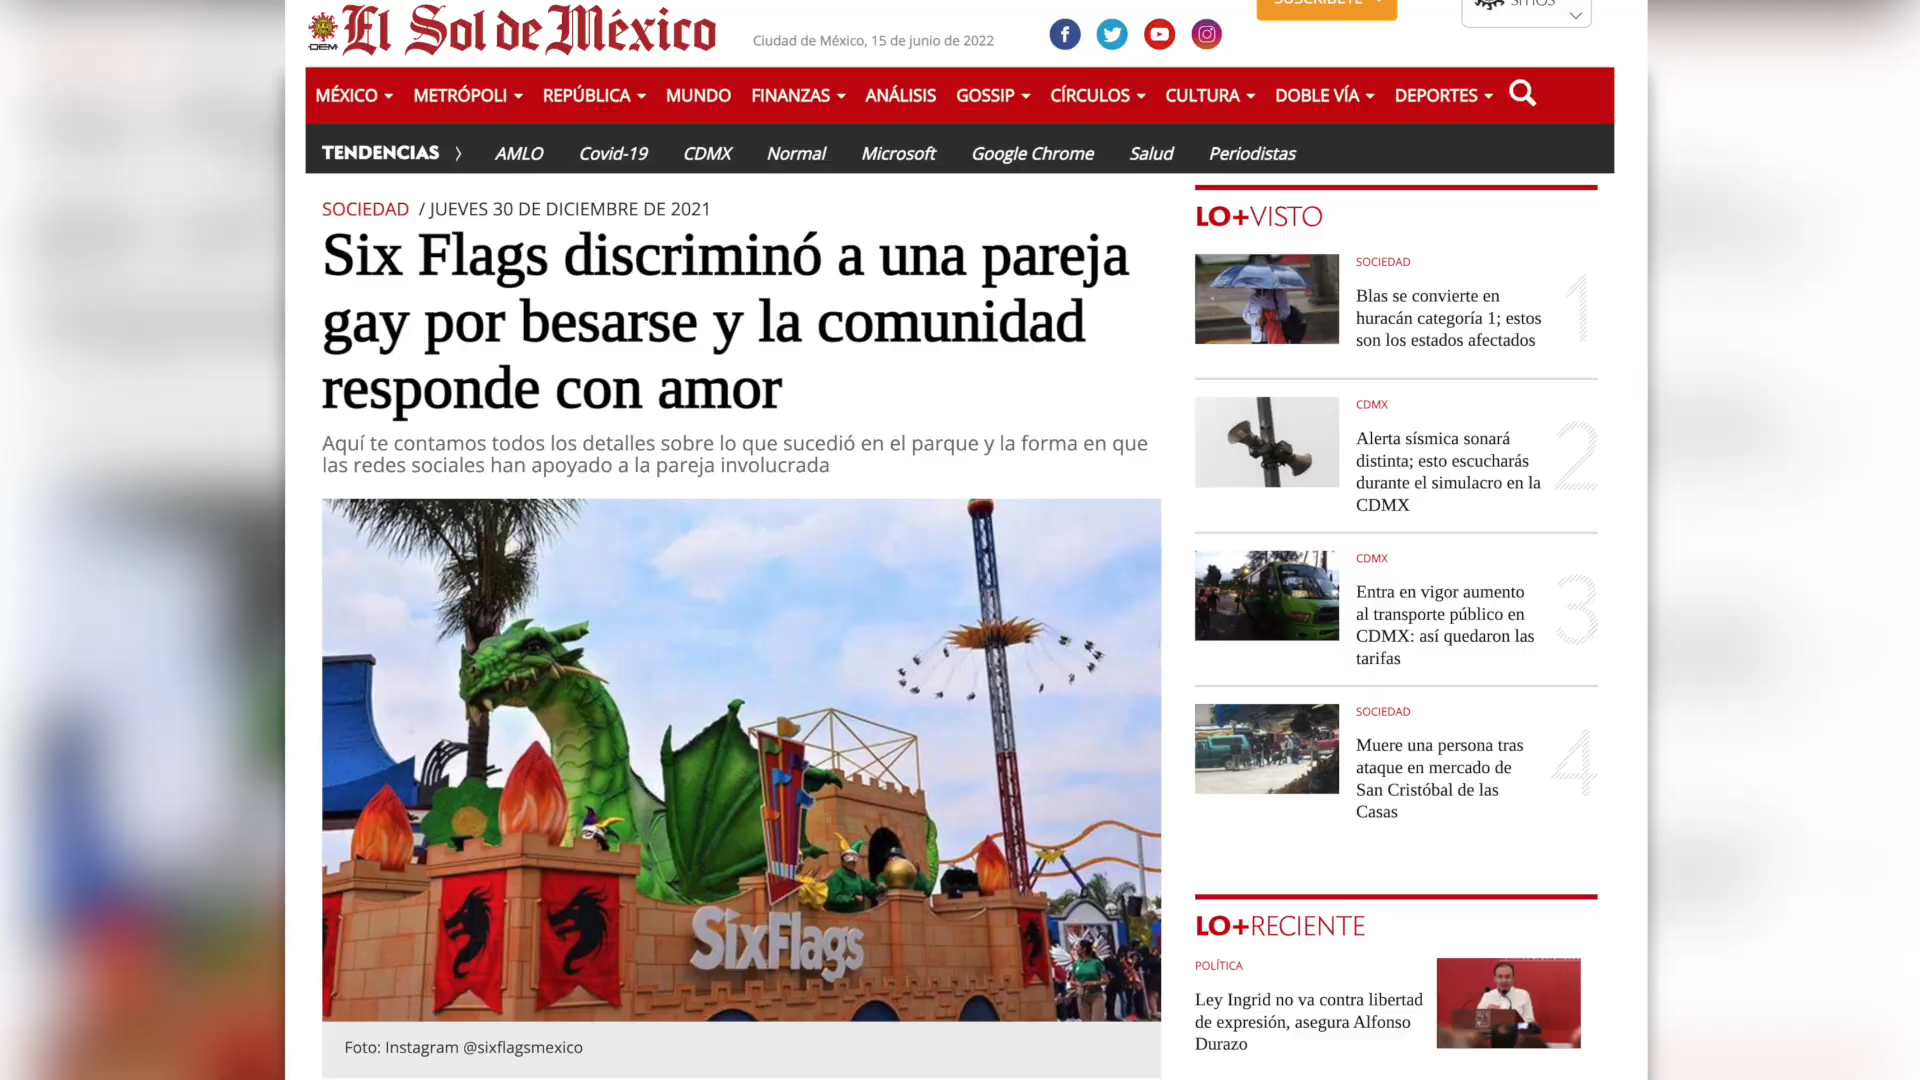 SUSCRÍBETE
SITIOS
OEM
El Sol de México
Ciudad de México, 15 de junio de 2022
MÉXICO METRÓPOLI REPÚBLICA MUNDO FINANZAS ANÁLISIS GOSSIP CÍRCULOS CULTURA DOBLE VÍA DEPORTES
TENDENCIAS AMLO Covid-19 CDMX Normal Microsoft Google Chrome Salud Periodistas
SOCIEDAD / JUEVES 30 DE DICIEMBRE DE 2021
Six Flags discriminó a una pareja
gay por besarse y la comunidad
responde con amor
Aquí te contamos todos los detalles sobre lo que sucedió en el parque y la forma en que
las redes sociales han apoyado a la pareja involucrada
SixFlags
Foto: Instagram @sixflagsmexico
LO+VISTO
SOCIEDAD
Blas se convierte en
huracán categoría 1; estos
son los estados afectados
1
CDMX
Alerta sísmica sonará
distinta; esto escucharás
durante el simulacro en la
CDMX
2
CDMX
Entra en vigor aumento
al transporte público en
CDMX: así quedaron las
tarifas
3
SOCIEDAD
Muere una persona tras
ataque en mercado de
San Cristóbal de las
Casas
4
LO+RECIENTE
POLÍTICA
Ley Ingrid no va contra libertad
de expresión, asegura Alfonso
Durazo